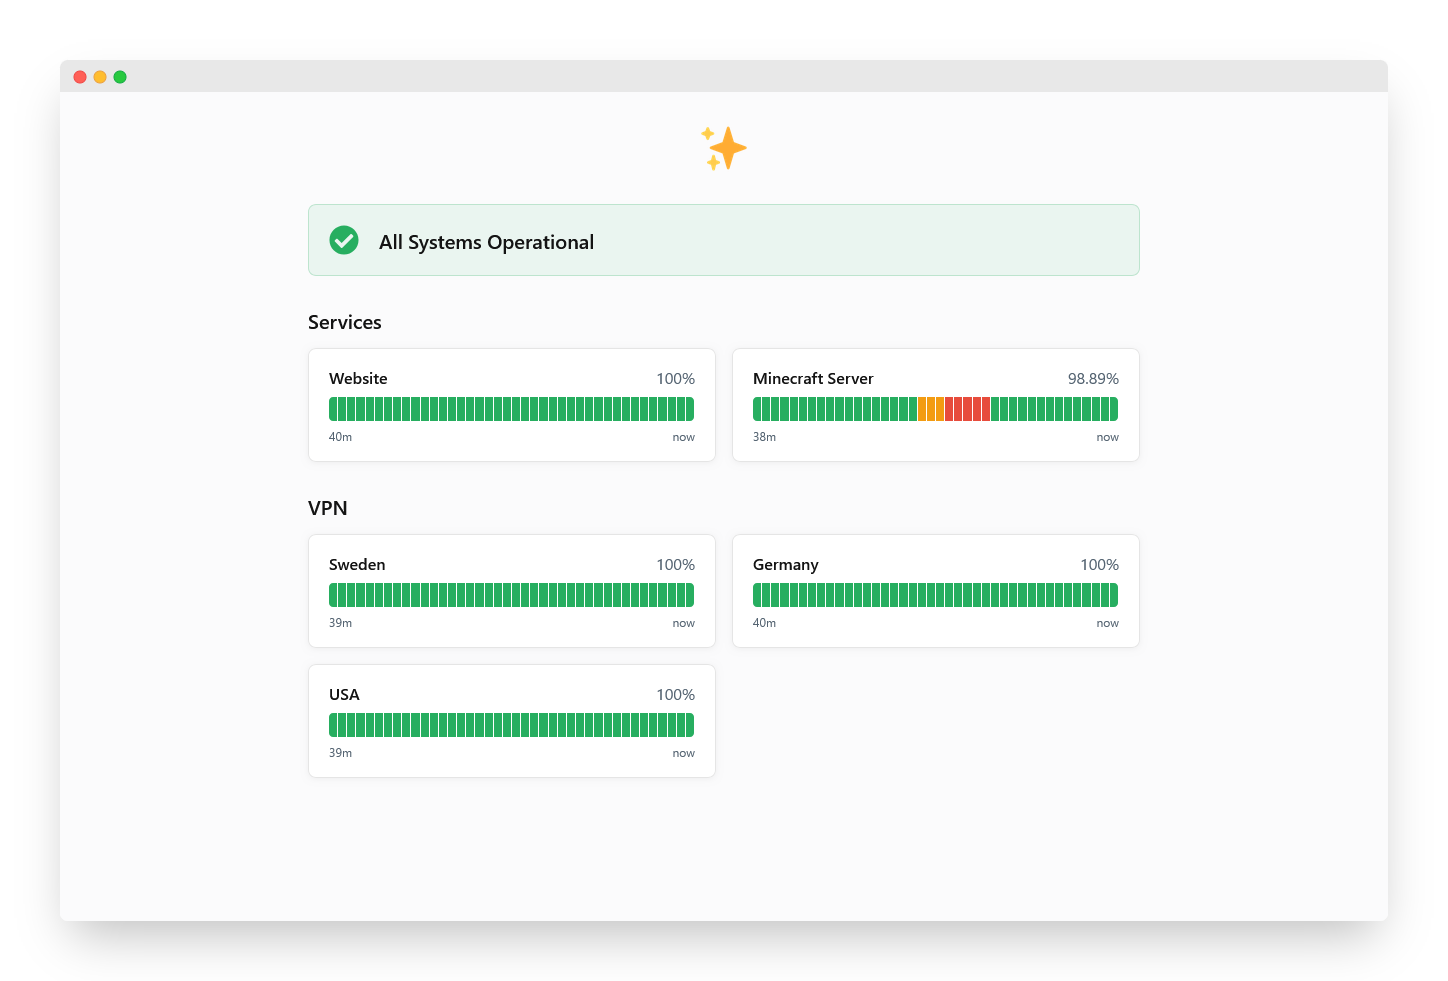 All Systems Operational
Services
Website 100%
40m now
Minecraft Server 98.89%
38m now
VPN
Sweden 100%
39m now
Germany 100%
40m now
USA 100%
39m now